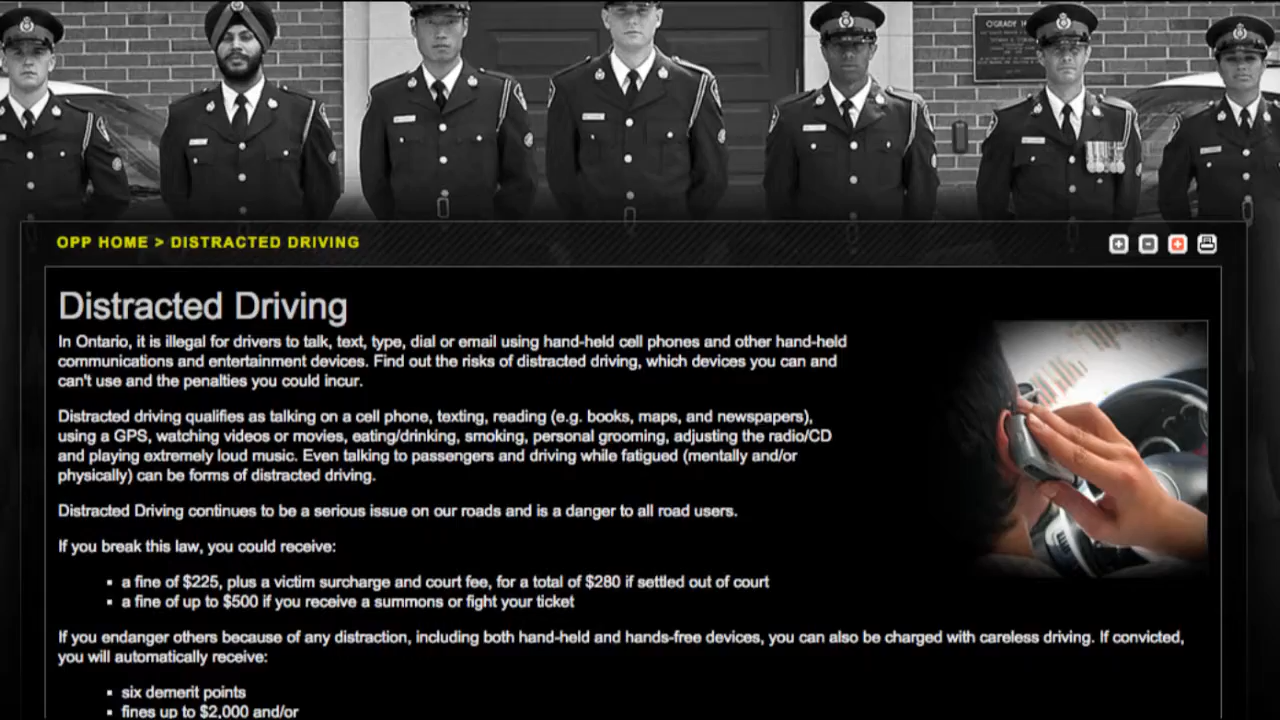 OGRADY
OPP HOME > DISTRACTED DRIVING
Distracted Driving
In Ontario, it is illegal for drivers to talk, text, type, dial or email using hand-held cell phones and other hand-held
communications and entertainment devices. Find out the risks of distracted driving, which devices you can and
can't use and the penalties you could incur.
Distracted driving qualifies as talking on a cell phone, texting, reading (e.g. books, maps, and newspapers),
using a GPS, watching videos or movies, eating/drinking, smoking, personal grooming, adjusting the radio/CD
and playing extremely loud music. Even talking to passengers and driving while fatigued (mentally and/or
physically) can be forms of distracted driving.
Distracted Driving continues to be a serious issue on our roads and is a danger to all road users.
If you break this law, you could receive:
▪ a fine of $225, plus a victim surcharge and court fee, for a total of $280 if settled out of court
▪ a fine of up to $500 if you receive a summons or fight your ticket
If you endanger others because of any distraction, including both hand-held and hands-free devices, you can also be charged with careless driving. If convicted,
you will automatically receive:
▪ six demerit points
▪ fines up to $2,000 and/or